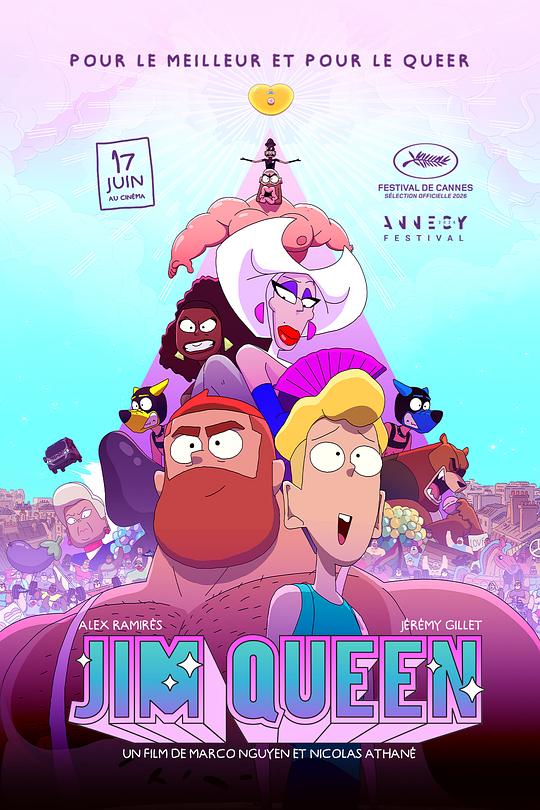 POUR LE MEILLEUR ET POUR LE QUEER
17
JUIN
AU CINÉMA
FESTIVAL DE CANNES
SÉLECTION OFFICIELLE 2026
ANNECY
FESTIVAL
ALEX RAMIRÈS
JÉRÉMY GILLET
JIM QUEEN
UN FILM DE MARCO NGUYEN ET NICOLAS ATHANÉ